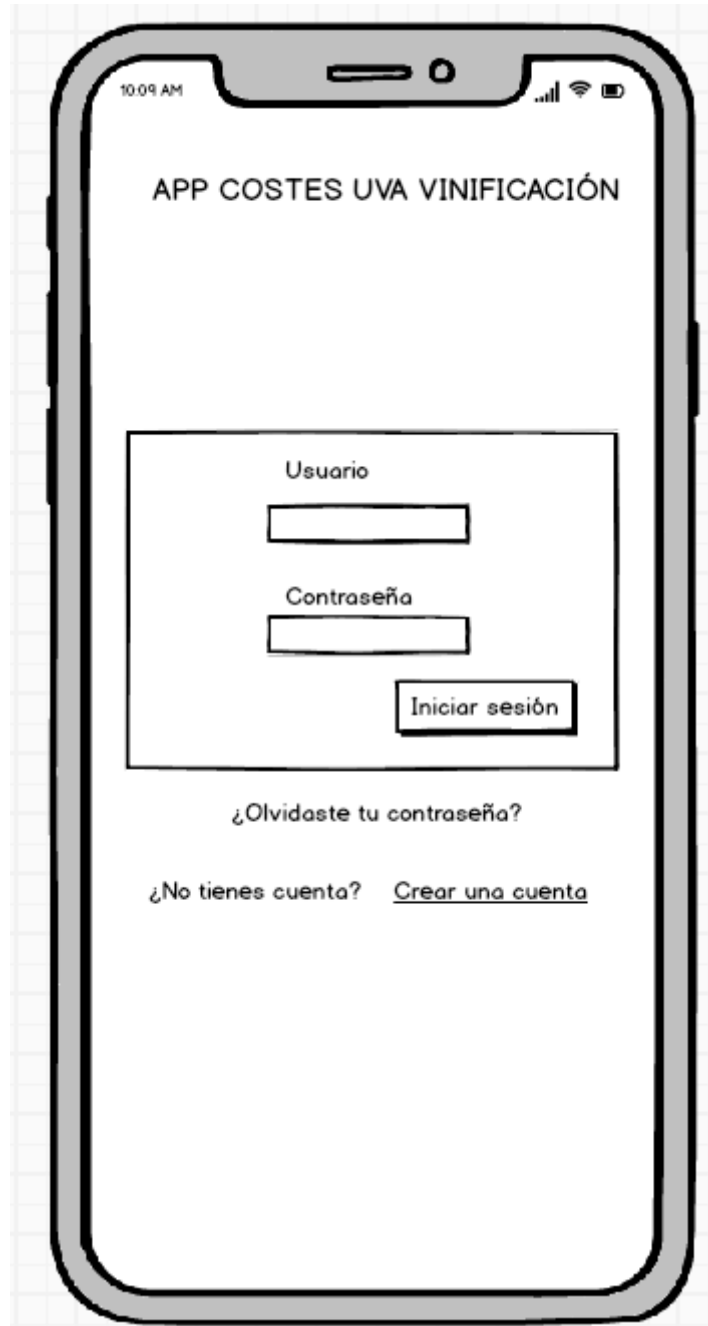 10:09 AM
APP COSTES UVA VINIFICACIÓN
Usuario
Contraseña
Iniciar sesión
¿Olvidaste tu contraseña?
¿No tienes cuenta? Crear una cuenta